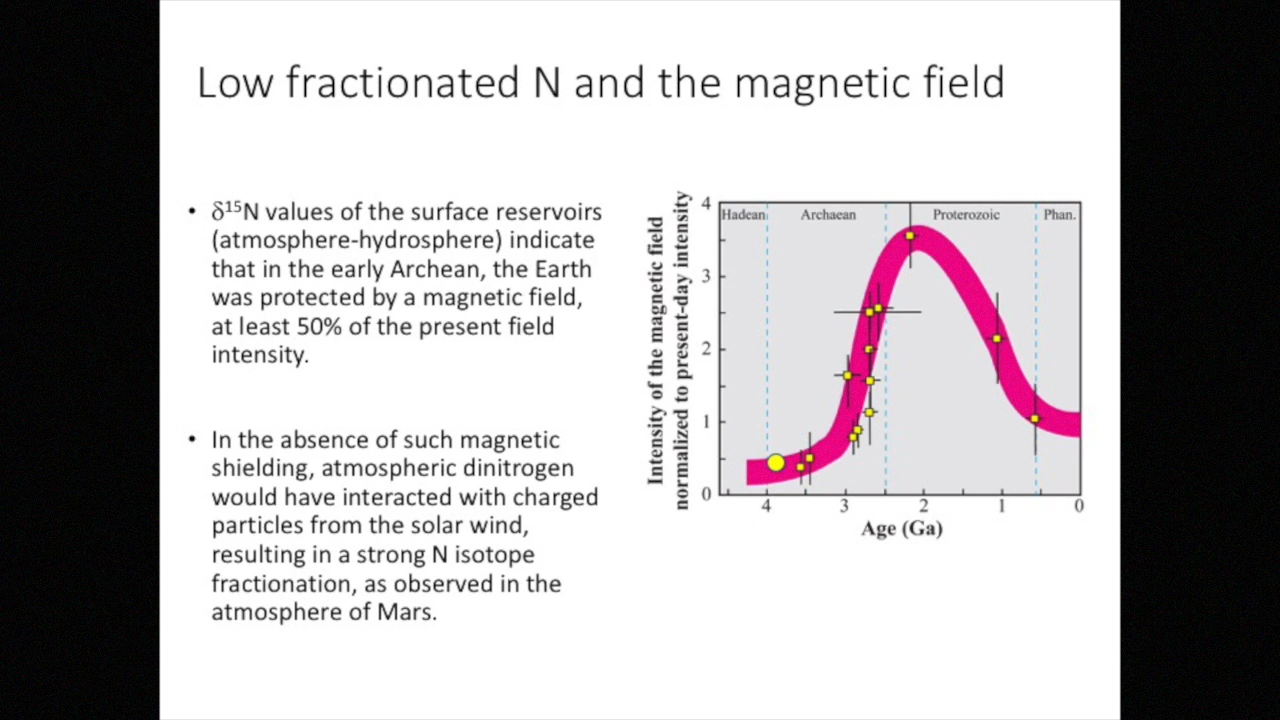 Low fractionated N and the magnetic field
• δ¹⁵N values of the surface reservoirs
(atmosphere-hydrosphere) indicate
that in the early Archean, the Earth
was protected by a magnetic field,
at least 50% of the present field
intensity.
• In the absence of such magnetic
shielding, atmospheric dinitrogen
would have interacted with charged
particles from the solar wind,
resulting in a strong N isotope
fractionation, as observed in the
atmosphere of Mars.
Intensity of the magnetic field
normalized to present-day intensity
4
3
2
1
0
Hadean Archaean Proterozoic Phan.
4 3 2 1 0
Age (Ga)